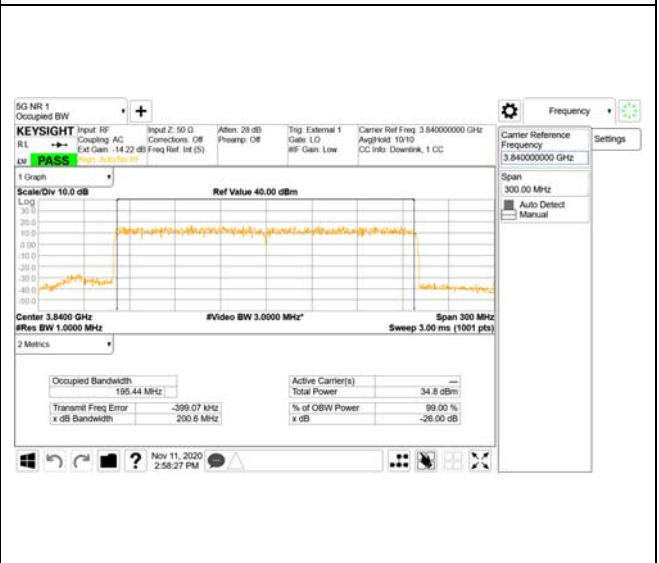 5G NR 1
Occupied BW
Frequency
KEYSIGHT
Input: RF
Input Z: 50 Ω
Atten: 28 dB
Trig: External 1
Carrier Ref Freq: 3.840000000 GHz
RL
Coupling: AC
Corrections: Off
Preamp: Off
Gate: LO
Avg|Hold: 10/10
Ext Gain: -14.22 dB
Freq Ref: Int (S)
#IF Gain: Low
CC Info: Downlink, 1 CC
PASS
Align: Auto/No RF
Carrier Reference
Frequency
3.840000000 GHz
Settings
Span
300.00 MHz
Auto Detect
Manual
1 Graph
Scale/Div 10.0 dB
Ref Value 40.00 dBm
Log
30.0
20.0
10.0
0.00
-10.0
-20.0
-30.0
-40.0
-50.0
Center 3.8400 GHz
#Video BW 3.0000 MHz*
Span 300 MHz
#Res BW 1.0000 MHz
Sweep 3.00 ms (1001 pts)
2 Metrics
Occupied Bandwidth
195.44 MHz
Active Carrier(s)
---
Total Power
34.8 dBm
Transmit Freq Error
-399.07 kHz
% of OBW Power
99.00 %
x dB Bandwidth
200.6 MHz
x dB
-26.00 dB
?
Nov 11, 2020
2:58:27 PM